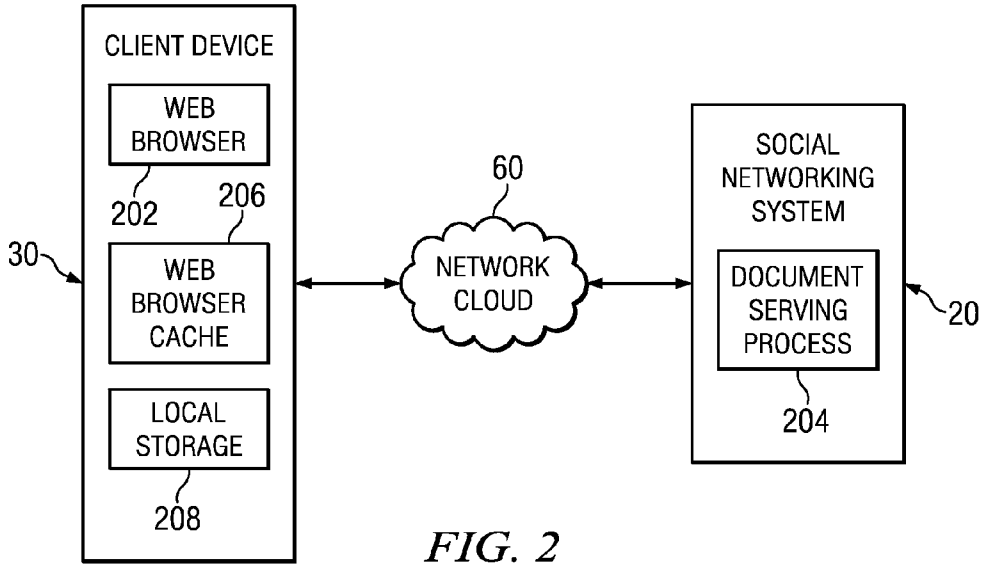 CLIENT DEVICE
WEB
BROWSER
202
206
WEB
BROWSER
CACHE
30
LOCAL
STORAGE
208
60
NETWORK
CLOUD
SOCIAL
NETWORKING
SYSTEM
DOCUMENT
SERVING
PROCESS
204
20
FIG. 2